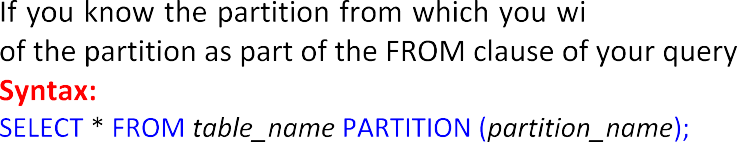 If you know the partition from which you wi
of the partition as part of the FROM clause of your query
Syntax:
SELECT * FROM table_name PARTITION (partition_name);